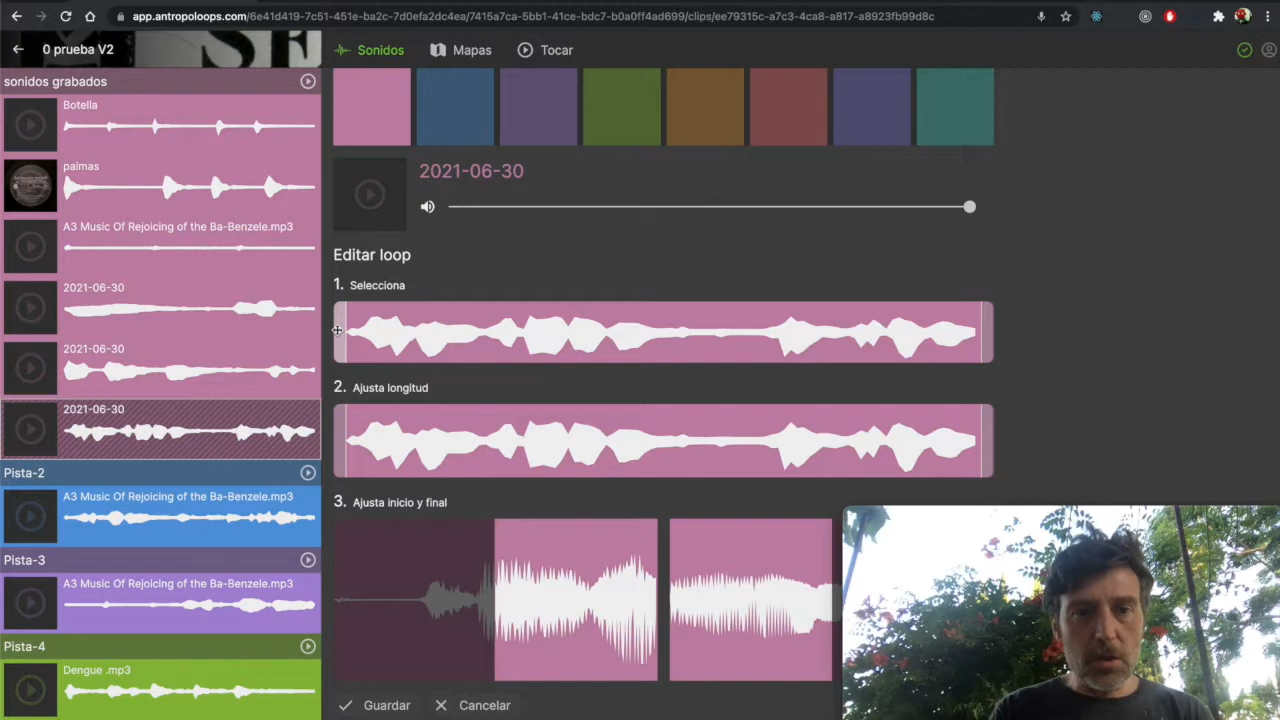 app.antropoloops.com/6e41d419-7c51-451e-ba2c-7d0efa2dc4ea/7415a7ca-5bb1-41ce-bdc7-b0a0ff4ad699/clips/ee79315c-a7c3-4ca8-a817-a8923fb99d8c
0 prueba V2
Sonidos
Mapas
Tocar
sonidos grabados
Botella
palmas
A3 Music Of Rejoicing of the Ba-Benzele.mp3
2021-06-30
2021-06-30
2021-06-30
Pista-2
A3 Music Of Rejoicing of the Ba-Benzele.mp3
Pista-3
A3 Music Of Rejoicing of the Ba-Benzele.mp3
Pista-4
Dengue .mp3
2021-06-30
Editar loop
1. Selecciona
2. Ajusta longitud
3. Ajusta inicio y final
Guardar
Cancelar